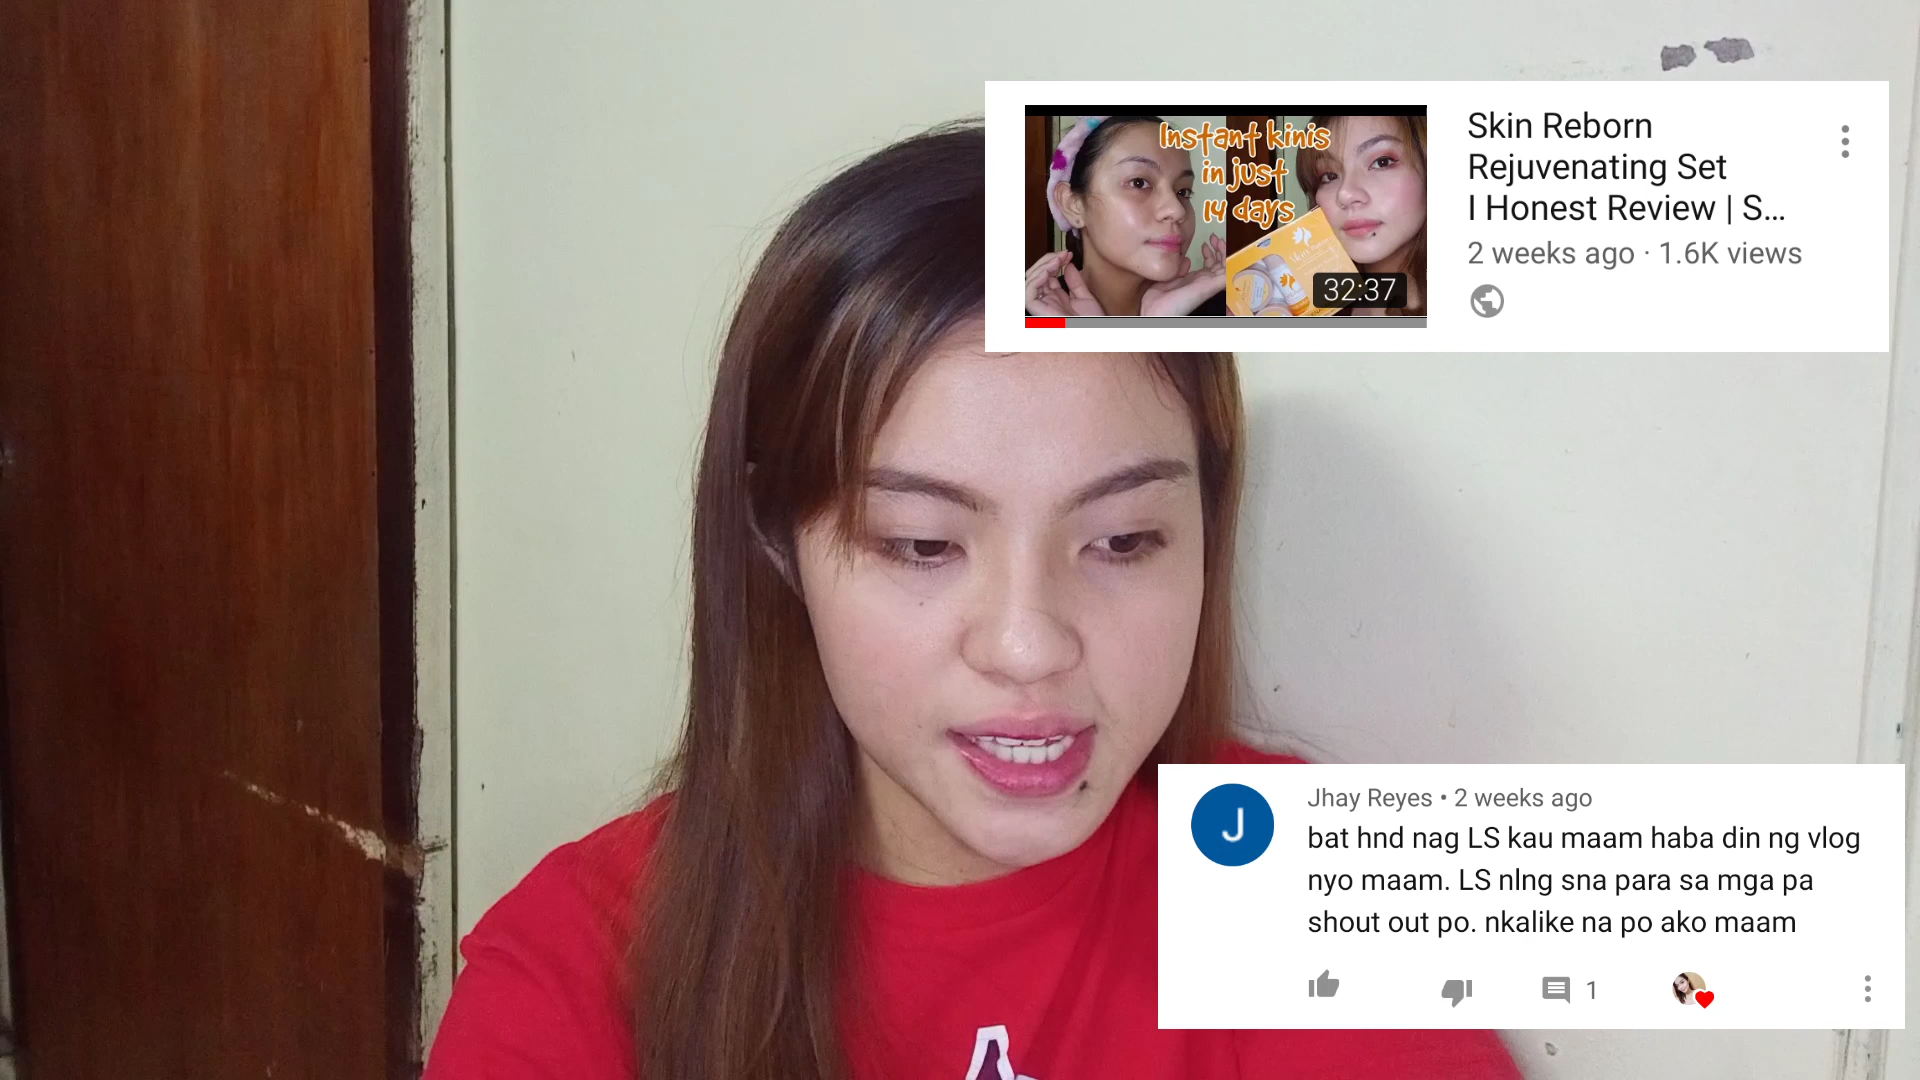 Instant kinis
in just
14 days
32:37
Skin Reborn
Rejuvenating Set
I Honest Review | S...
2 weeks ago · 1.6K views
Jhay Reyes • 2 weeks ago
bat hnd nag LS kau maam haba din ng vlog
nyo maam. LS nlng sna para sa mga pa
shout out po. nkalike na po ako maam
1